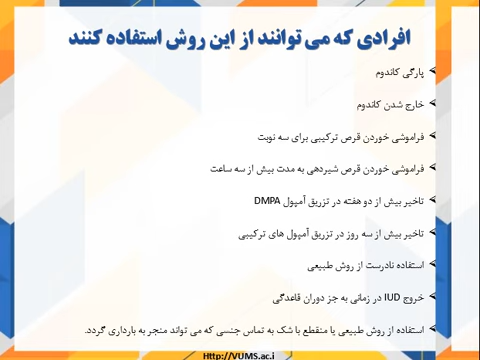 افرادی که می توانند از این روش استفاده کنند
پارگی کاندوم
خارج شدن کاندوم
فراموشی خوردن قرص ترکیبی برای سه نوبت
فراموشی خوردن قرص شیردهی به مدت بیش از سه ساعت
تاخیر بیش از دو هفته در تزریق آمپول DMPA
تاخیر بیش از سه روز در تزریق آمپول های ترکیبی
استفاده نادرست از روش طبیعی
خروج IUD در زمانی به جز دوران قاعدگی
استفاده از روش طبیعی یا منقطع با شک به تماس جنسی که می تواند منجر به بارداری گردد.
Http://VUMS.ac.i